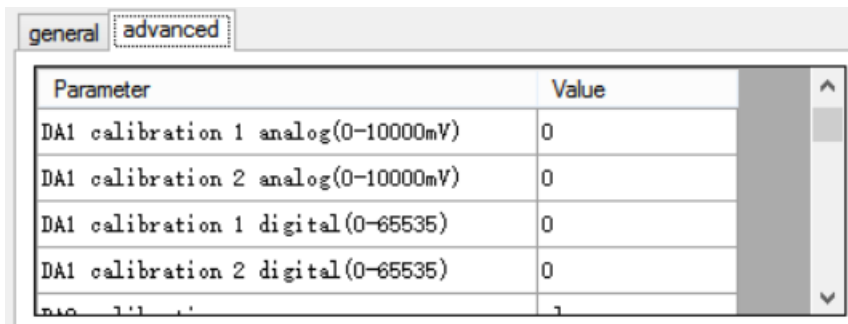 general advanced
Parameter Value
DA1 calibration 1 analog(0-10000mV) 0
DA1 calibration 2 analog(0-10000mV) 0
DA1 calibration 1 digital(0-65535) 0
DA1 calibration 2 digital(0-65535) 0